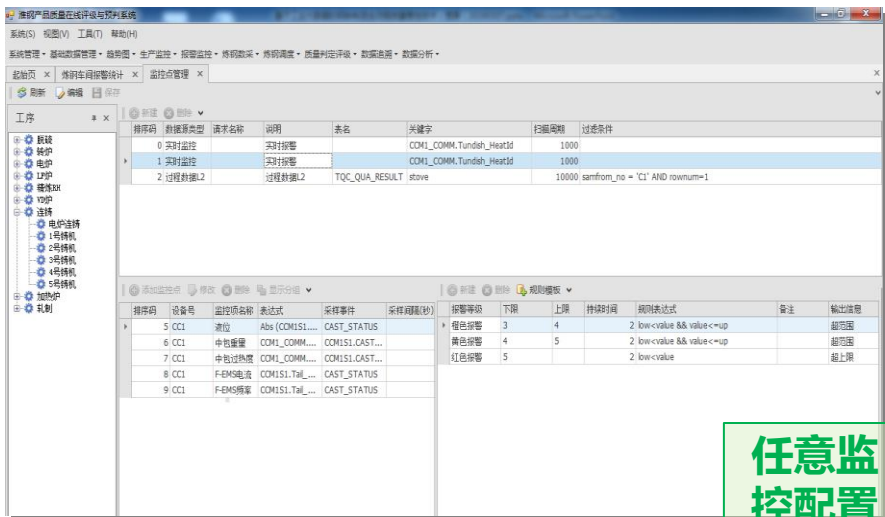 淮钢产品质量在线评级与预判系统
系统(S) 视图(V) 工具(T) 帮助(H)
系统管理 基础数据管理 趋势图 生产监控 报警监控 炼钢数采 炼钢调度 质量判定评级 数据追溯 数据分析
起始页 × 炼钢车间报警统计 × 监控点管理 ×
刷新 编辑 保存
工序
脱硫
转炉
电炉
LF炉
精炼RH
VD炉
连铸
电炉连铸
1号铸机
2号铸机
3号铸机
4号铸机
5号铸机
加热炉
轧制
新建 删除
排序码 数据源类型 请求名称 说明 表名 关键字 扫描周期 过滤条件
0 实时监控 实时报警 CCM1_COMM.Tundish_HeatId 1000
1 实时监控 实时报警 CCM1_COMM.Tundish_HeatId 1000
2 过程数据L2 过程数据L2 TQC_QUA_RESULT stove 10000 samfrom_no = 'C1' AND rownum=1
添加监控点 修改 删除 显示分组
排序码 设备号 监控项名称 表达式 采样事件 采样间隔(秒)
5 CC1 液位 Abs (CCM1S1.... CAST_STATUS
6 CC1 中包重量 CCM1_COMM.... CCM1S1.CAST...
7 CC1 中包过热度 CCM1_COMM.... CCM1S1.CAST...
8 CC1 F-EMS电流 CCM1S1.Tail_... CAST_STATUS
9 CC1 F-EMS频率 CCM1S1.Tail_... CAST_STATUS
新建 删除 规则模板
报警等级 下限 上限 持续时间 规则表达式 备注 输出信息
橙色报警 3 4 2 low<value && value<=up 超范围
黄色报警 4 5 2 low<value && value<=up 超范围
红色报警 5 2 low<value 超上限
任意监
控配置